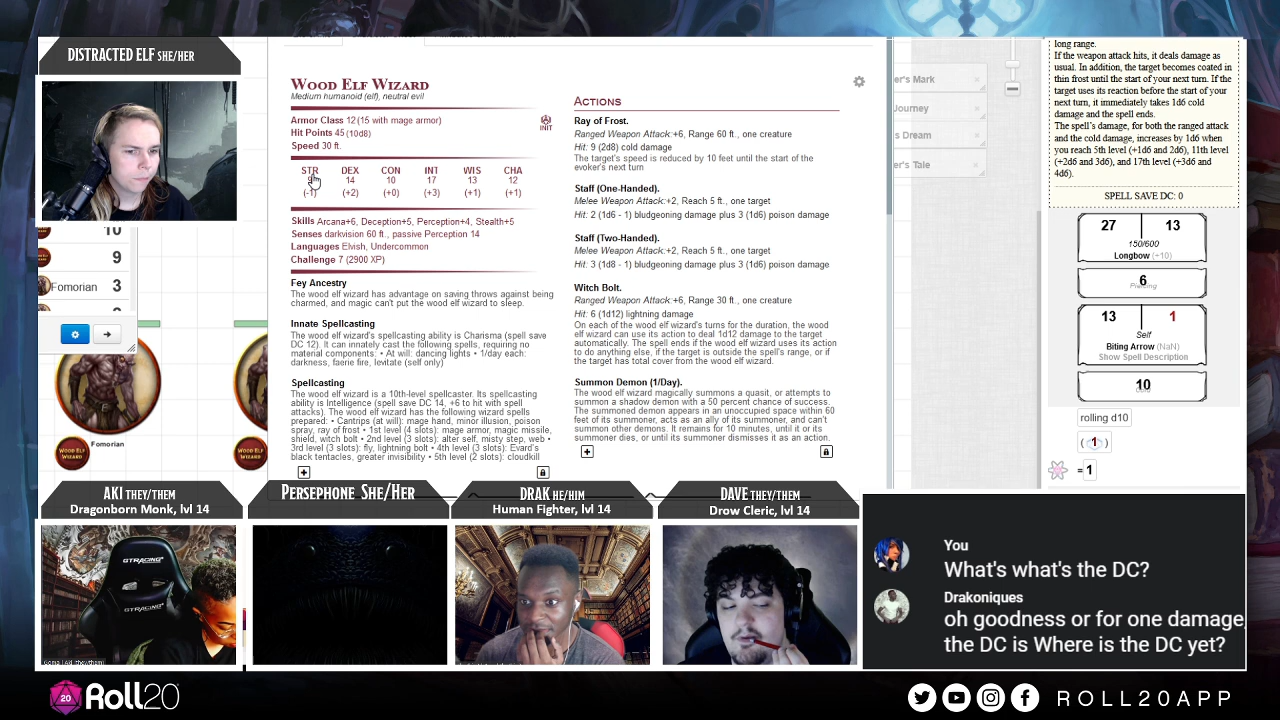 DISTRACTED ELF SHE/HER
10
9
Fomorian 3
Fomorian
WOOD ELF WIZARD
WOOD ELF WIZARD
Wood Elf Wizard
Medium humanoid (elf), neutral evil
Armor Class 12 (15 with mage armor)
Hit Points 45 (10d8)
Speed 30 ft.
INIT
STR DEX CON INT WIS CHA
14 10 17 13 12
(-1) (+2) (+0) (+3) (+1) (+1)
Skills Arcana+6, Deception+5, Perception+4, Stealth+5
Senses darkvision 60 ft., passive Perception 14
Languages Elvish, Undercommon
Challenge 7 (2900 XP)
Fey Ancestry
The wood elf wizard has advantage on saving throws against being
charmed, and magic can't put the wood elf wizard to sleep.
Innate Spellcasting
The wood elf wizard's spellcasting ability is Charisma (spell save
DC 12). It can innately cast the following spells, requiring no
material components: • At will: dancing lights • 1/day each:
darkness, faerie fire, levitate (self only)
Spellcasting
The wood elf wizard is a 10th-level spellcaster. Its spellcasting
ability is Intelligence (spell save DC 14, +6 to hit with spell
attacks). The wood elf wizard has the following wizard spells
prepared: • Cantrips (at will): mage hand, minor illusion, poison
spray, ray of frost • 1st level (4 slots): mage armor, magic missile,
shield, witch bolt • 2nd level (3 slots): alter self, misty step, web •
3rd level (3 slots): fly, lightning bolt • 4th level (3 slots): Evard's
black tentacles, greater invisibility • 5th level (2 slots): cloudkill
Actions
Ray of Frost.
Ranged Weapon Attack:+6, Range 60 ft., one creature
Hit: 9 (2d8) cold damage
The target's speed is reduced by 10 feet until the start of the
evoker's next turn
Staff (One-Handed).
Melee Weapon Attack:+2, Reach 5 ft., one target
Hit: 2 (1d6 - 1) bludgeoning damage plus 3 (1d6) poison damage
Staff (Two-Handed).
Melee Weapon Attack:+2, Reach 5 ft., one target
Hit: 3 (1d8 - 1) bludgeoning damage plus 3 (1d6) poison damage
Witch Bolt.
Ranged Weapon Attack:+6, Range 30 ft., one creature
Hit: 6 (1d12) lightning damage
On each of the wood elf wizard's turns for the duration, the wood
elf wizard can use its action to deal 1d12 damage to the target
automatically. The spell ends if the wood elf wizard uses its action
to do anything else, if the target is outside the spell's range, or if
the target has total cover from the wood elf wizard.
Summon Demon (1/Day).
The wood elf wizard magically summons a quasit, or attempts to
summon a shadow demon with a 50 percent chance of success.
The summoned demon appears in an unoccupied space within 60
feet of its summoner, acts as an ally of its summoner, and can't
summon other demons. It remains for 10 minutes, until it or its
summoner dies, or until its summoner dismisses it as an action.
er's Mark
Journey
s Dream
er's Tale
long range.
If the weapon attack hits, it deals damage as
usual. In addition, the target becomes coated in
thin frost until the start of your next turn. If the
target uses its reaction before the start of your
next turn, it immediately takes 1d6 cold
damage and the spell ends.
The spell's damage, for both the ranged attack
and the cold damage, increases by 1d6 when
you reach 5th level (+1d6 and 2d6), 11th level
(+2d6 and 3d6), and 17th level (+3d6 and
4d6).
SPELL SAVE DC: 0
27 13
150/600
Longbow (+10)
6
Piercing
13 1
Self
Biting Arrow (NaN)
Show Spell Description
10
Cold
rolling d10
(1)
=1
AKI THEY/THEM
Dragonborn Monk, lvl 14
PERSEPHONE SHE/HER
DRAK HE/HIM
Human Fighter, lvl 14
DAVE THEY/THEM
Drow Cleric, lvl 14
GTRACING
GTRACING
You
What's what's the DC?
Drakoniques
oh goodness or for one damage,
the DC is Where is the DC yet?
20 Roll20
ROLL20APP